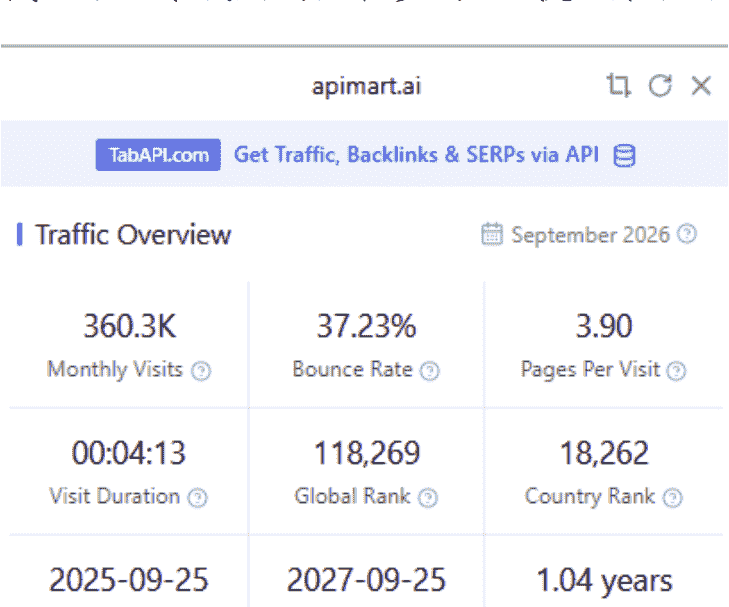 apimart.ai
TabAPI.com Get Traffic, Backlinks & SERPs via API
Traffic Overview September 2026
360.3K 37.23% 3.90
Monthly Visits Bounce Rate Pages Per Visit
00:04:13 118,269 18,262
Visit Duration Global Rank Country Rank
2025-09-25 2027-09-25 1.04 years